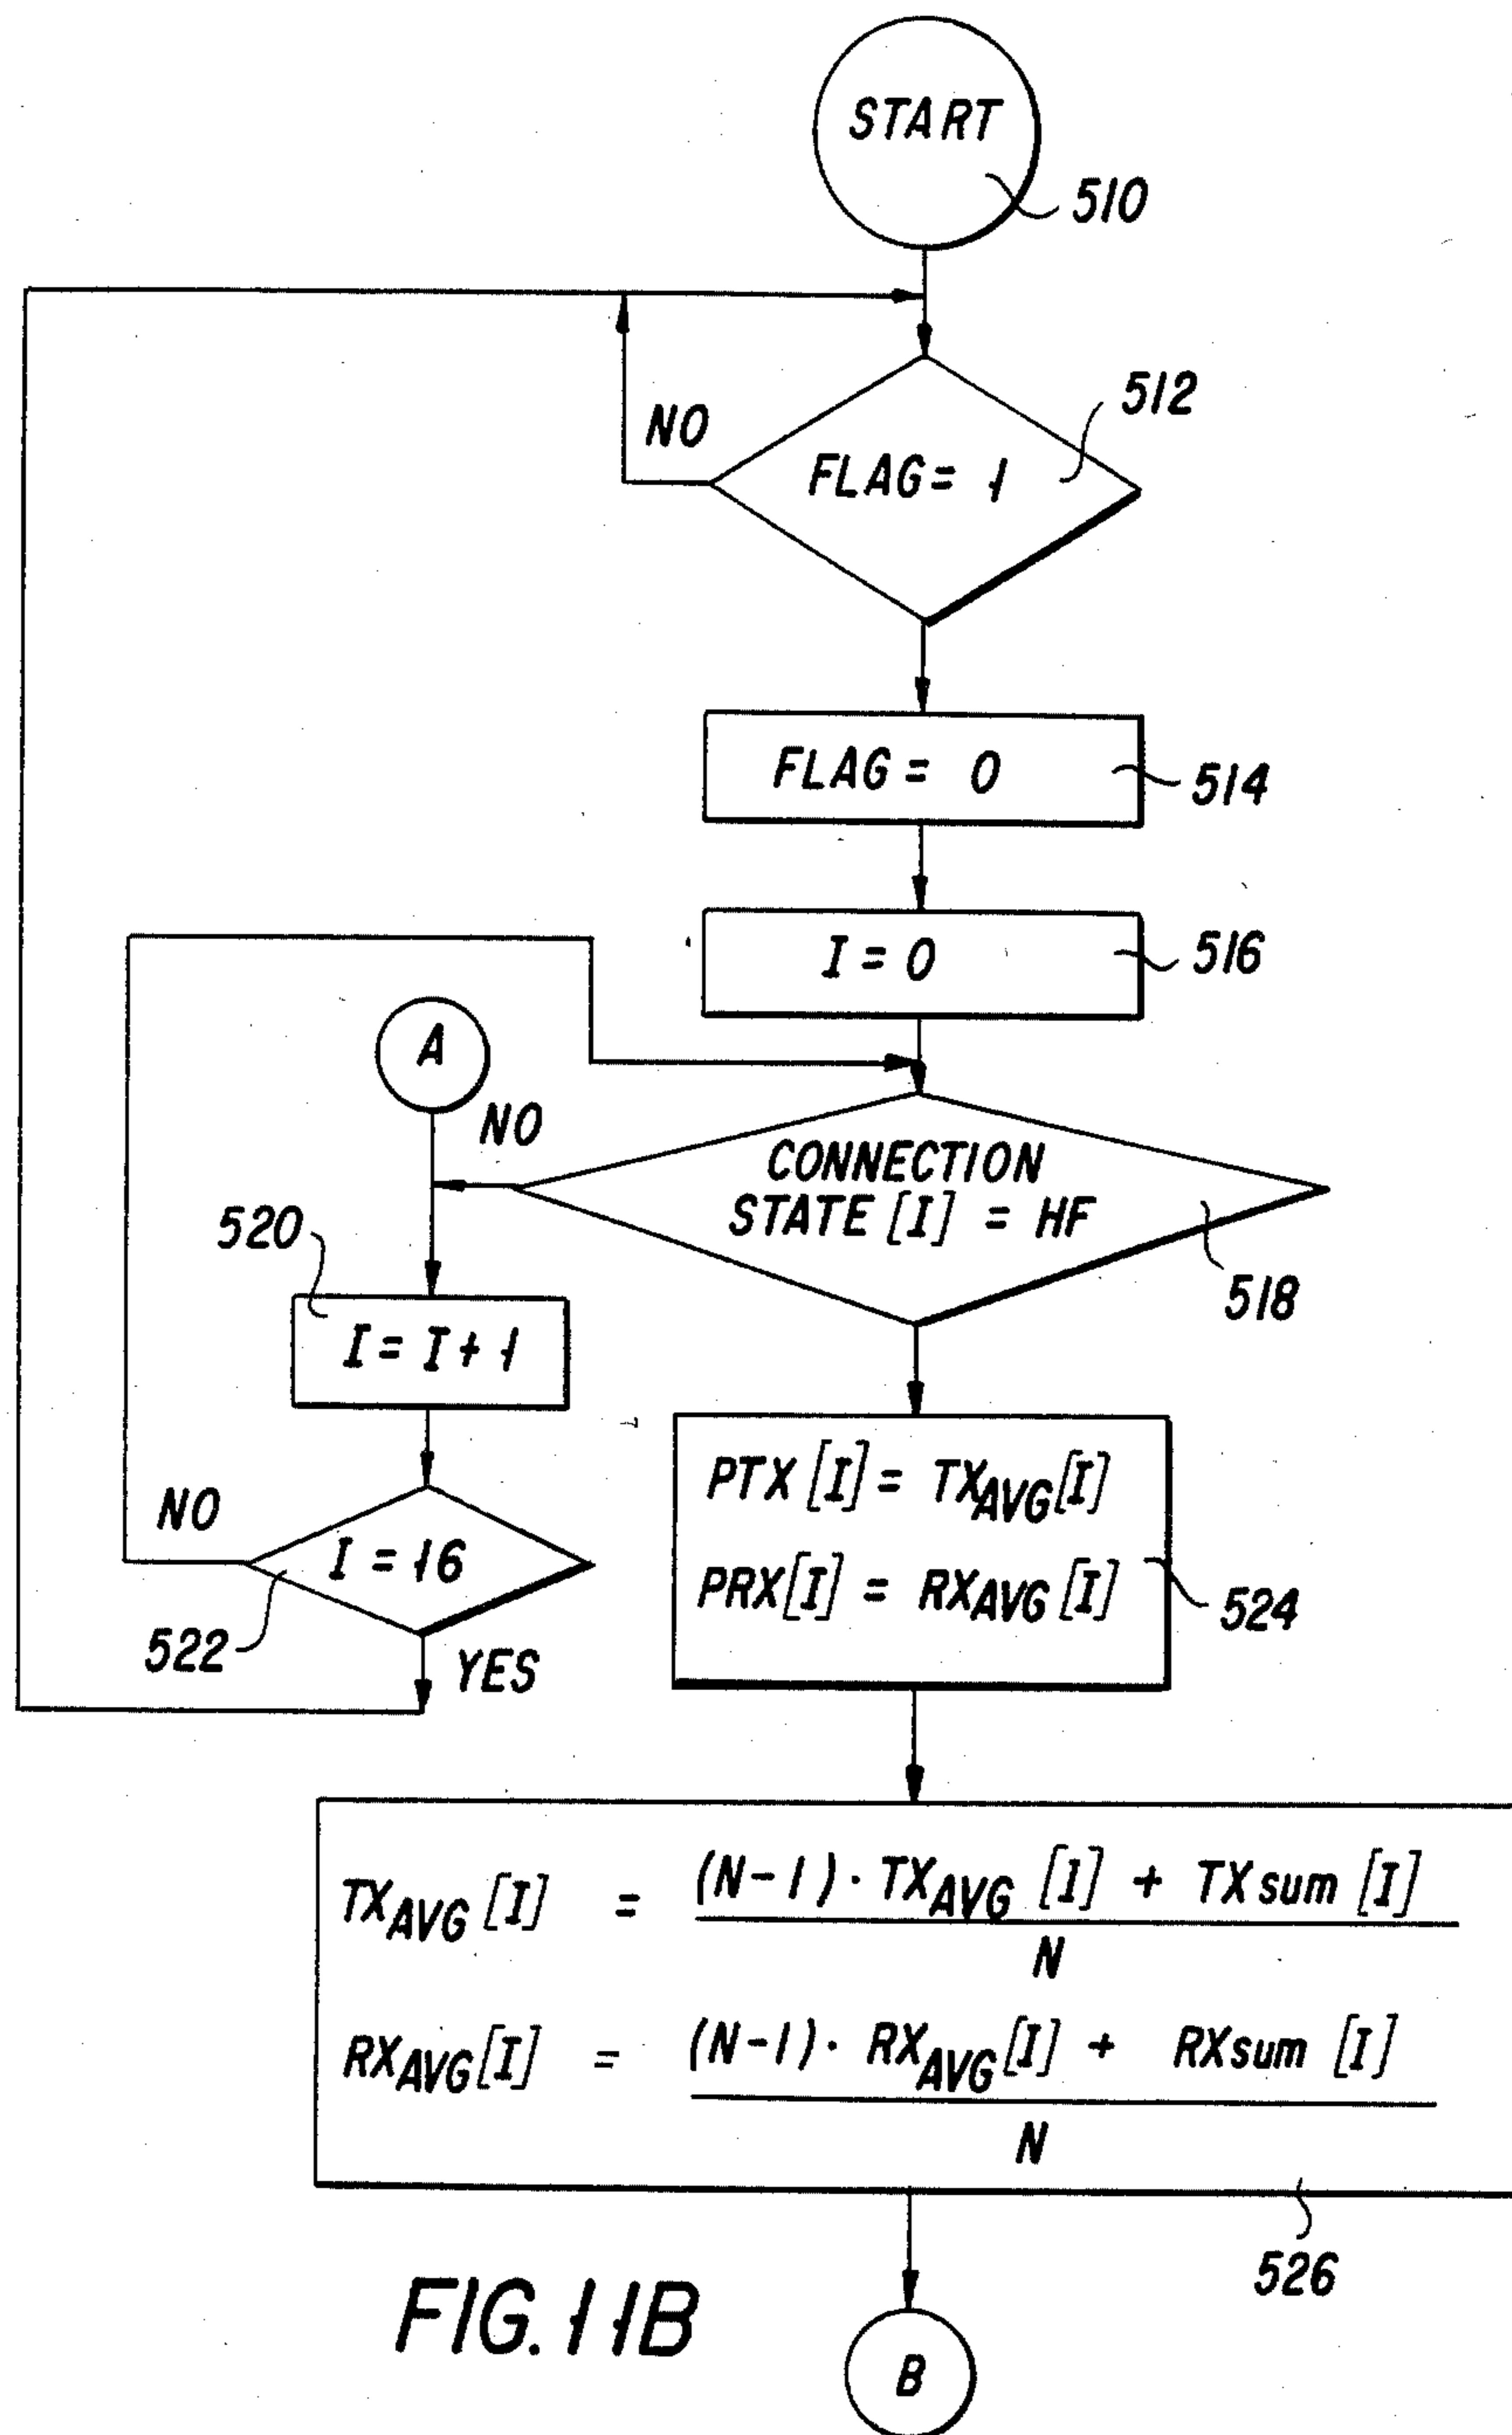 START
510
512
NO
FLAG = 1
FLAG = 0
514
I = 0
516
A
NO
CONNECTION
STATE [I] = HF
518
520
I = I + 1
NO
I = 16
522
YES
PTX [I] = TXAVG[I]
PRX[I] = RXAVG [I]
524
TXAVG [I] = (N-1)· TXAVG [I] + TXsum [I]
N
RXAVG[I] = (N-1)· RXAVG[I] + RXsum [I]
N
526
FIG. 11B
B